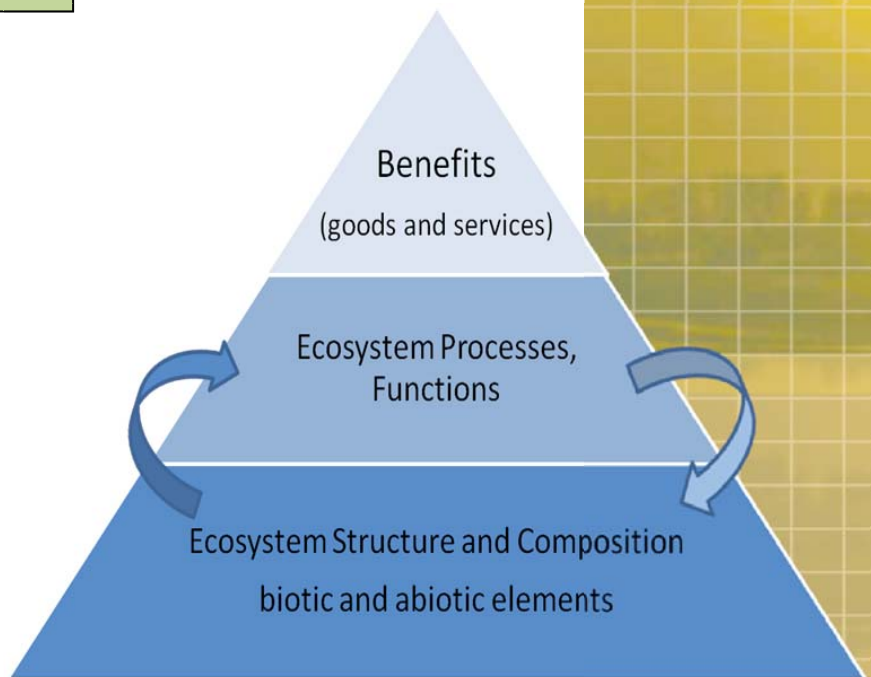 Benefits
(goods and services)
Ecosystem Processes,
Functions
Ecosystem Structure and Composition
biotic and abiotic elements